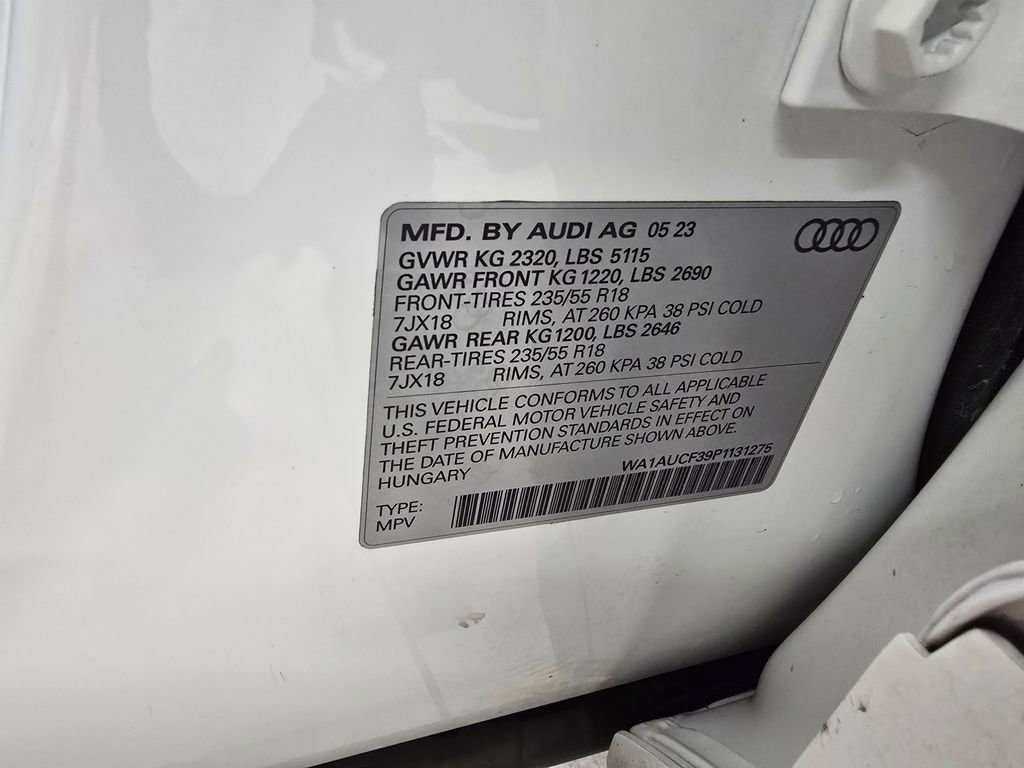 MFD. BY AUDI AG 05 23
GVWR KG 2320, LBS 5115
GAWR FRONT KG 1220, LBS 2690
FRONT-TIRES 235/55 R18
7JX18 RIMS, AT 260 KPA 38 PSI COLD
GAWR REAR KG 1200, LBS 2646
REAR-TIRES 235/55 R18
7JX18 RIMS, AT 260 KPA 38 PSI COLD
THIS VEHICLE CONFORMS TO ALL APPLICABLE
U.S. FEDERAL MOTOR VEHICLE SAFETY AND
THEFT PREVENTION STANDARDS IN EFFECT ON
THE DATE OF MANUFACTURE SHOWN ABOVE.
HUNGARY WA1AUCF39P1131275
TYPE:
MPV